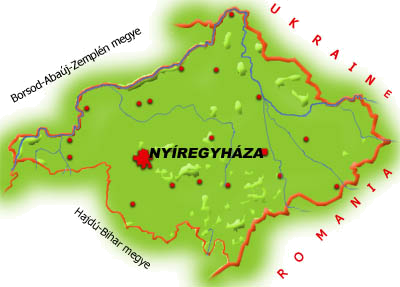 UKRAINE
Borsod-Abaúj-Zemplén megye
NYÍREGYHÁZA
ROMANIA
Hajdú-Bihar megye